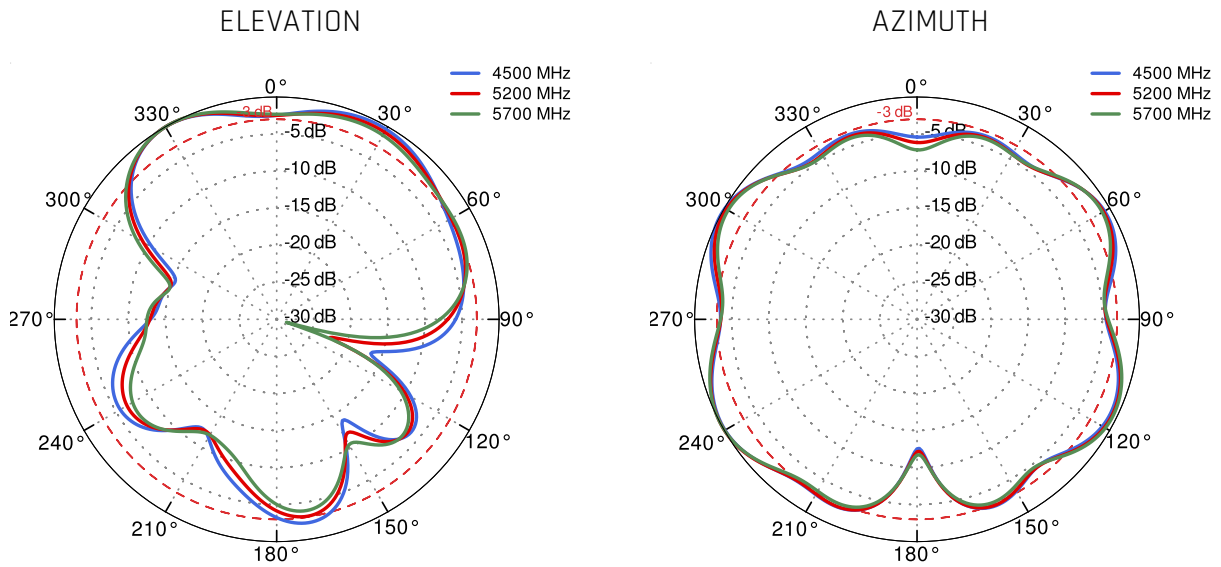 ELEVATION
4500 MHz
5200 MHz
5700 MHz
0°
330°
30°
-3 dB
-5 dB
-10 dB
300°
60°
-15 dB
-20 dB
-25 dB
-30 dB
270°
90°
240°
120°
210°
150°
180°
AZIMUTH
4500 MHz
5200 MHz
5700 MHz
0°
330°
30°
-3 dB
-5 dB
-10 dB
300°
60°
-15 dB
-20 dB
-25 dB
-30 dB
270°
90°
240°
120°
210°
150°
180°